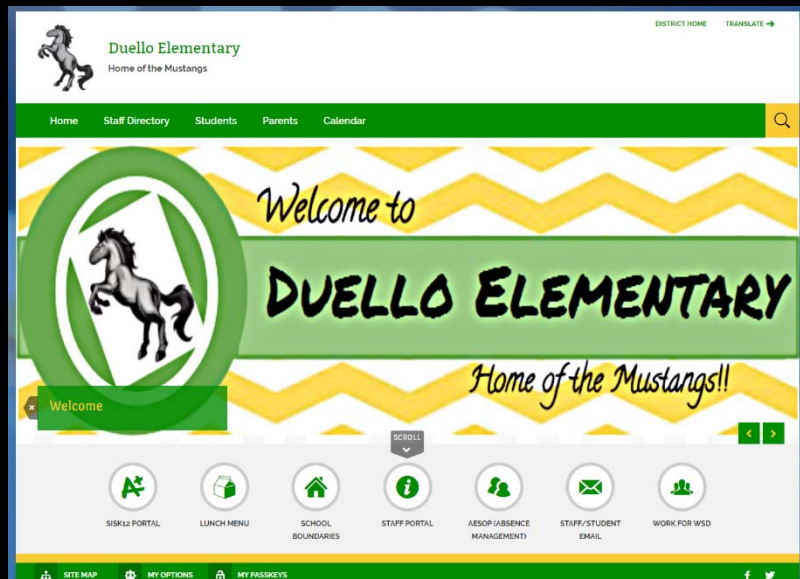 DISTRICT HOME TRANSLATE
Duello Elementary
Home of the Mustangs
Home Staff Directory Students Parents Calendar
Welcome to
DUELLO ELEMENTARY
Home of the Mustangs!!
Welcome
SCROLL
SISK12 PORTAL
LUNCH MENU
SCHOOL
BOUNDARIES
STAFF PORTAL
AESOP (ABSENCE
MANAGEMENT)
STAFF/STUDENT
EMAIL
WORK FOR WSD
SITE MAP MY OPTIONS MY PASSKEYS